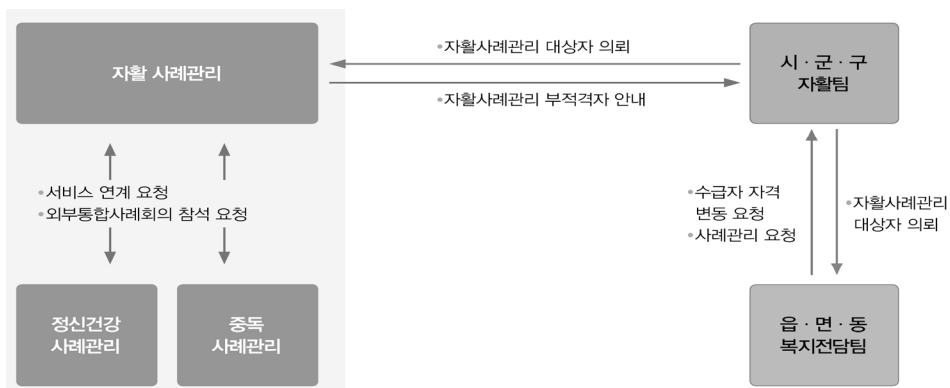 자활 사례관리
•자활사례관리 대상자 의뢰
•자활사례관리 부적격자 안내
시 · 군 · 구
자활팀
•서비스 연계 요청
•외부통합사례회의 참석 요청
•수급자 자격
변동 요청
•사례관리 요청
•자활사례관리
대상자 의뢰
정신건강
사례관리
중독
사례관리
읍 · 면 · 동
복지전담팀